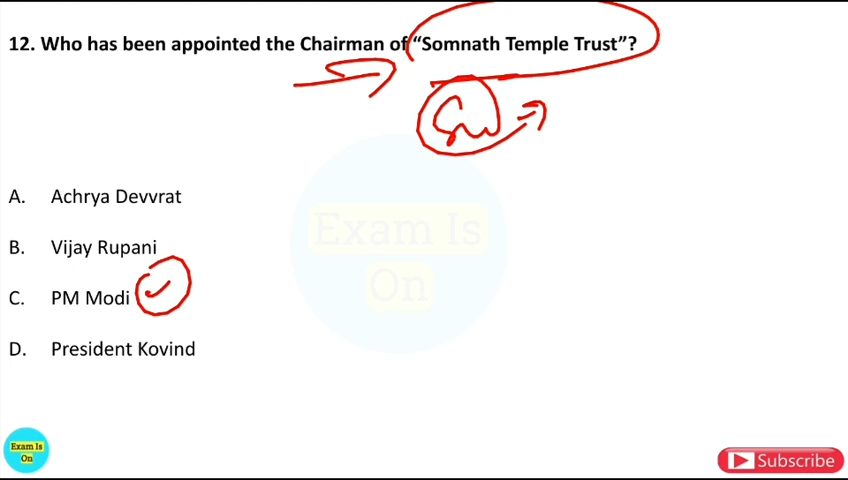 12. Who has been appointed the Chairman of “Somnath Temple Trust”?
A. Achrya Devvrat
B. Vijay Rupani
C. PM Modi
D. President Kovind
Exam Is
On
Exam Is
On
Subscribe